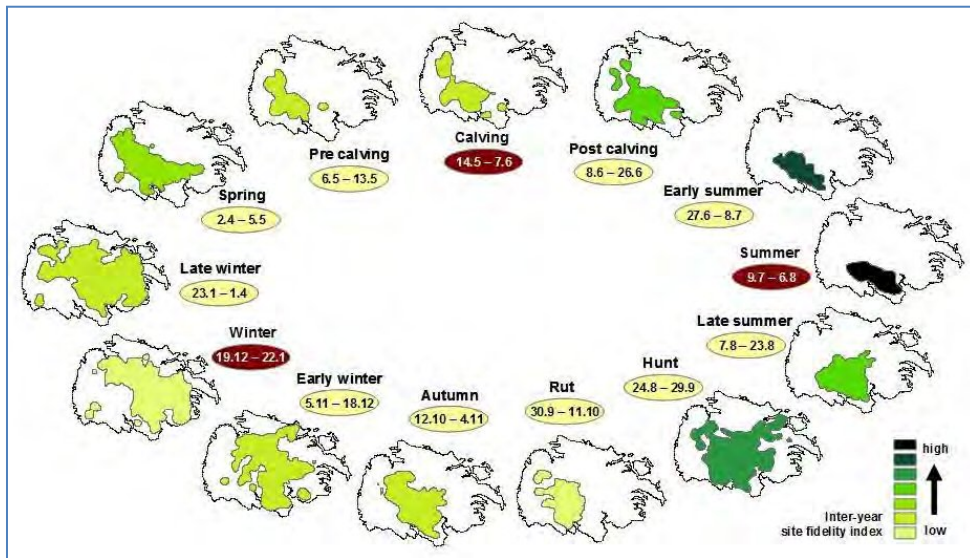 Calving
14.5 – 7.6
Post calving
8.6 – 26.6
Early summer
27.6 – 8.7
Summer
9.7 – 6.8
Late summer
7.8 – 23.8
Hunt
24.8 – 29.9
Rut
30.9 – 11.10
Autumn
12.10 – 4.11
Early winter
5.11 – 18.12
Winter
19.12 – 22.1
Late winter
23.1 – 1.4
Spring
2.4 – 5.5
Pre calving
6.5 – 13.5
high
Inter-year
site fidelity index
low